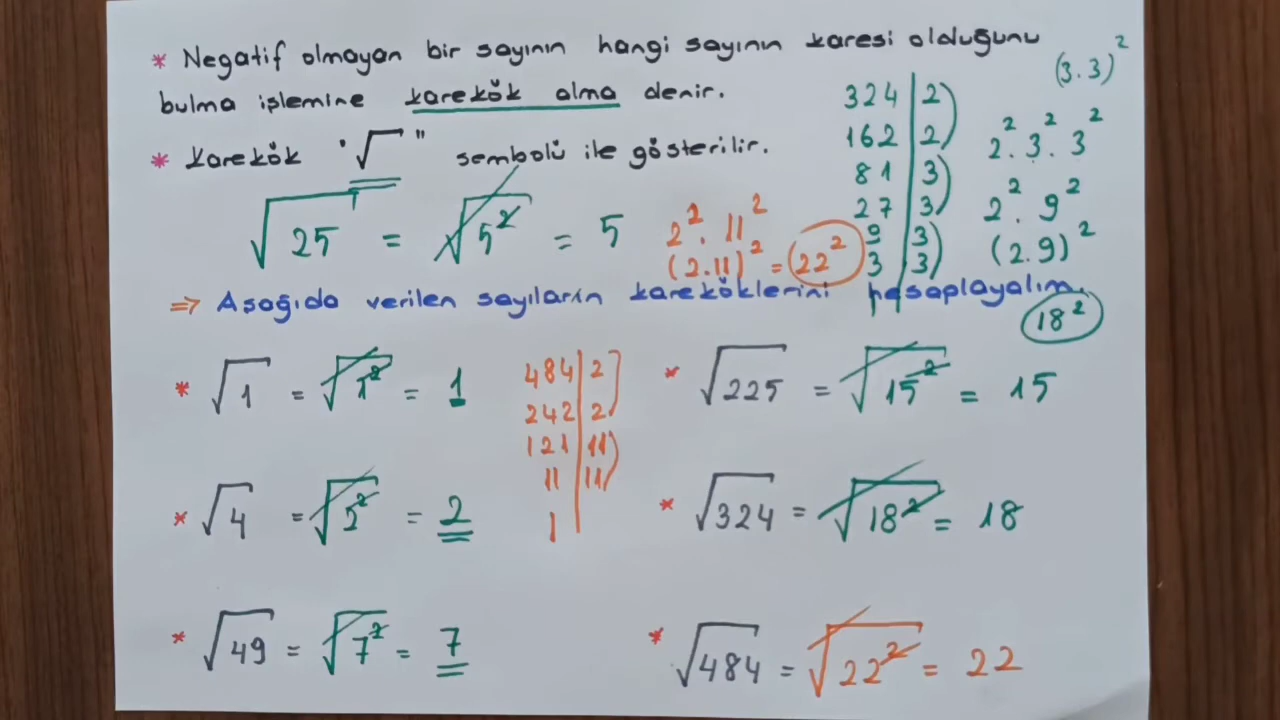 * Negatif olmayan bir sayının hangi sayının karesi olduğunu
bulma işlemine karekök alma denir.
* Karekök "√" sembolü ile gösterilir.
√25 = √5² = 5
2² . 11²
(2.11)² = 22²
324 | 2
162 | 2
81 | 3
27 | 3
9 | 3
3 | 3
(3.3)²
2² . 3² . 3²
2² . 9²
(2.9)²
18²
⇒ Aşağıda verilen sayıların kareköklerini hesaplayalım.
* √1 = √1² = 1
* √4 = √2² = 2
* √49 = √7² = 7
484 | 2
242 | 2
121 | 11
11 | 11
1
* √225 = √15² = 15
* √324 = √18² = 18
* √484 = √22² = 22